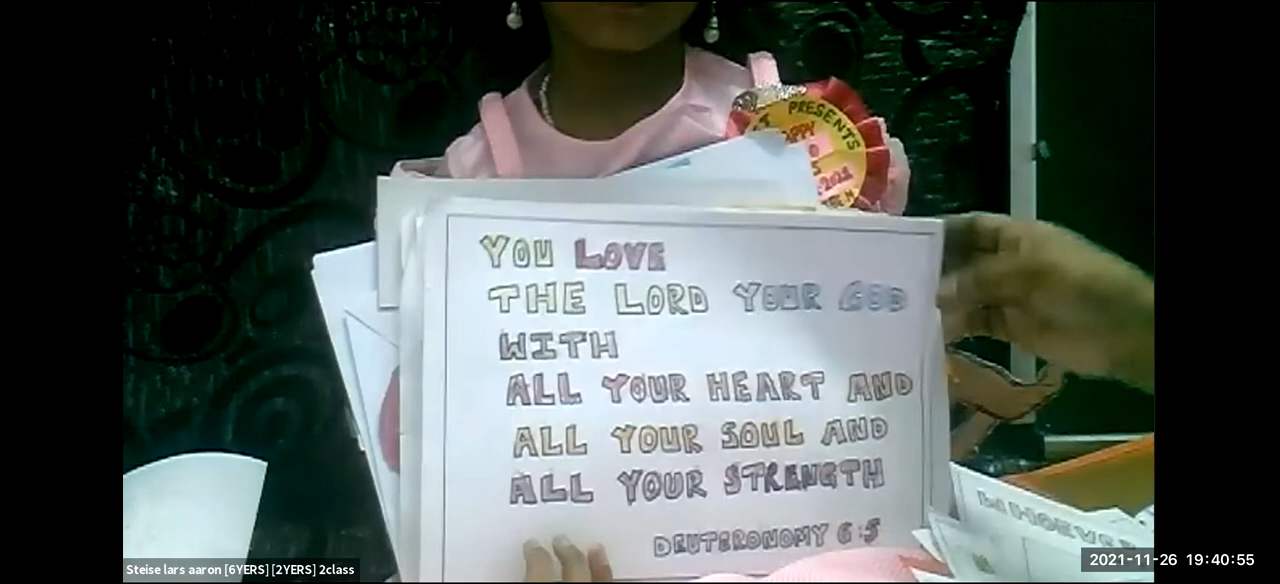 PRESENTS
YOU LOVE
THE LORD YOUR GOD
WITH
ALL YOUR HEART AND
ALL YOUR SOUL AND
ALL YOUR STRENGTH
DEUTERONOMY 6:5
Steise lars aaron [6YERS] [2YERS] 2class
2021-11-26 19:40:55